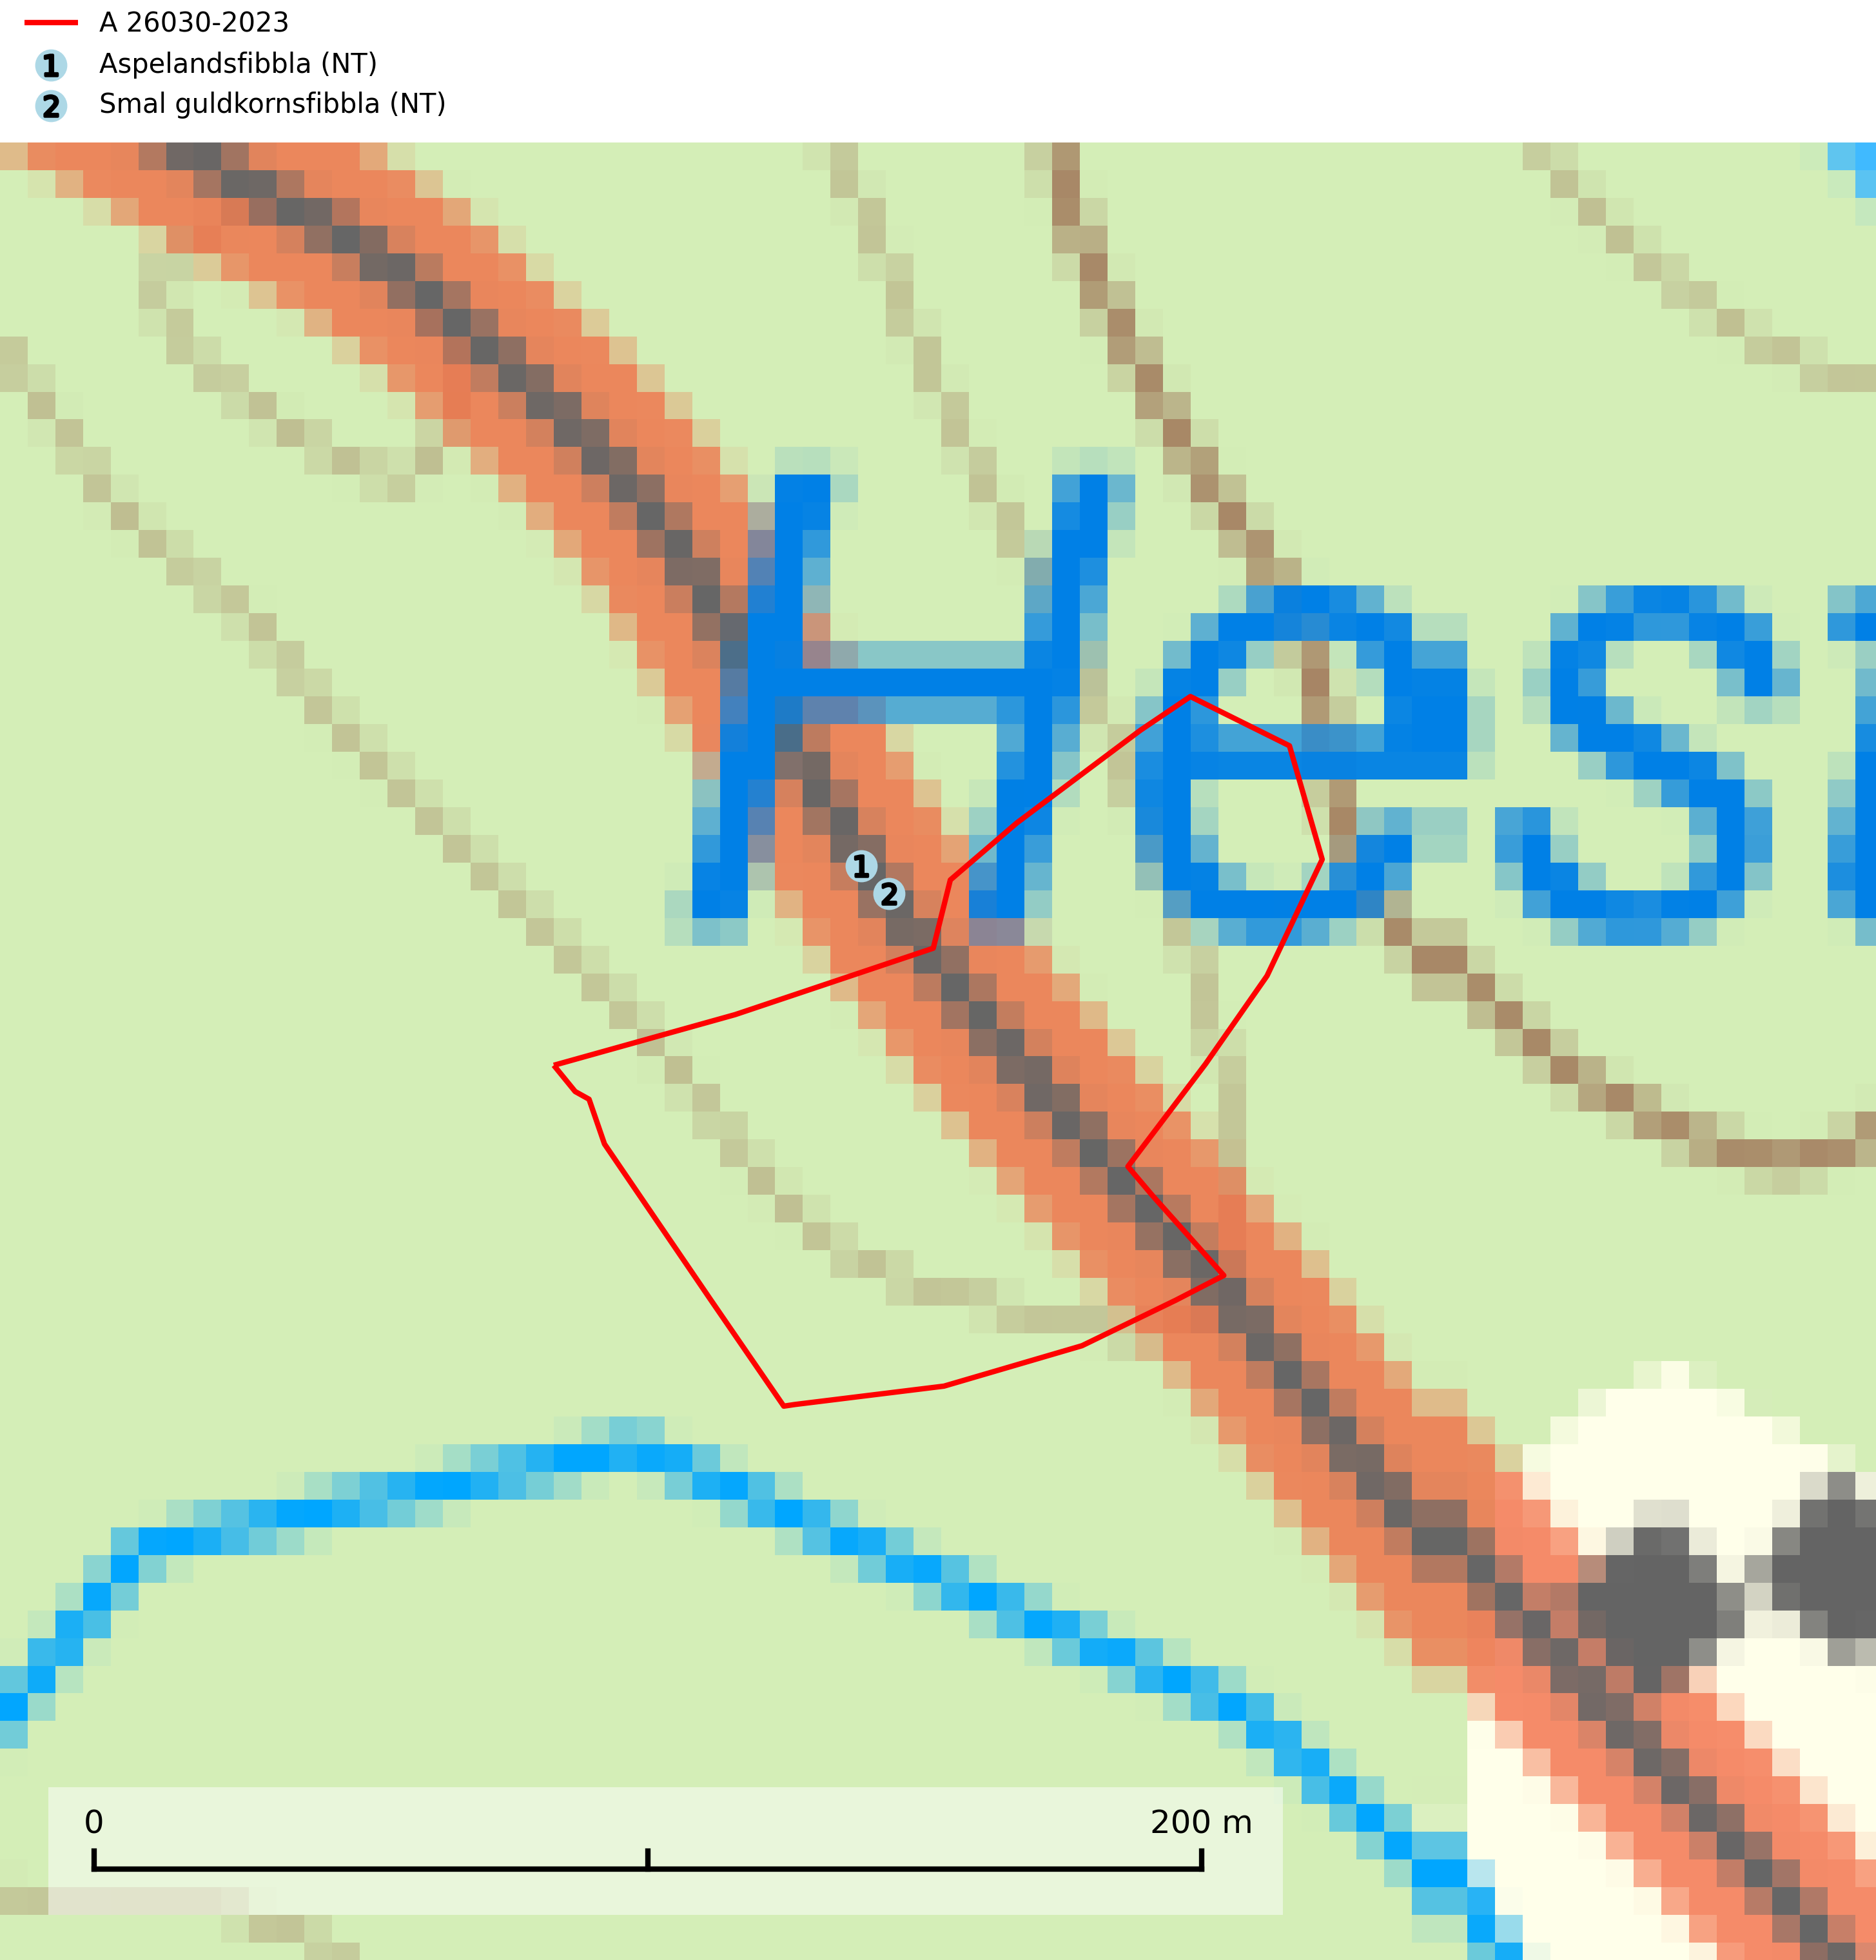 A 26030-2023
1 Aspelandsfibbla (NT)
2 Smal guldkornsfibbla (NT)
1
2
0 200 m